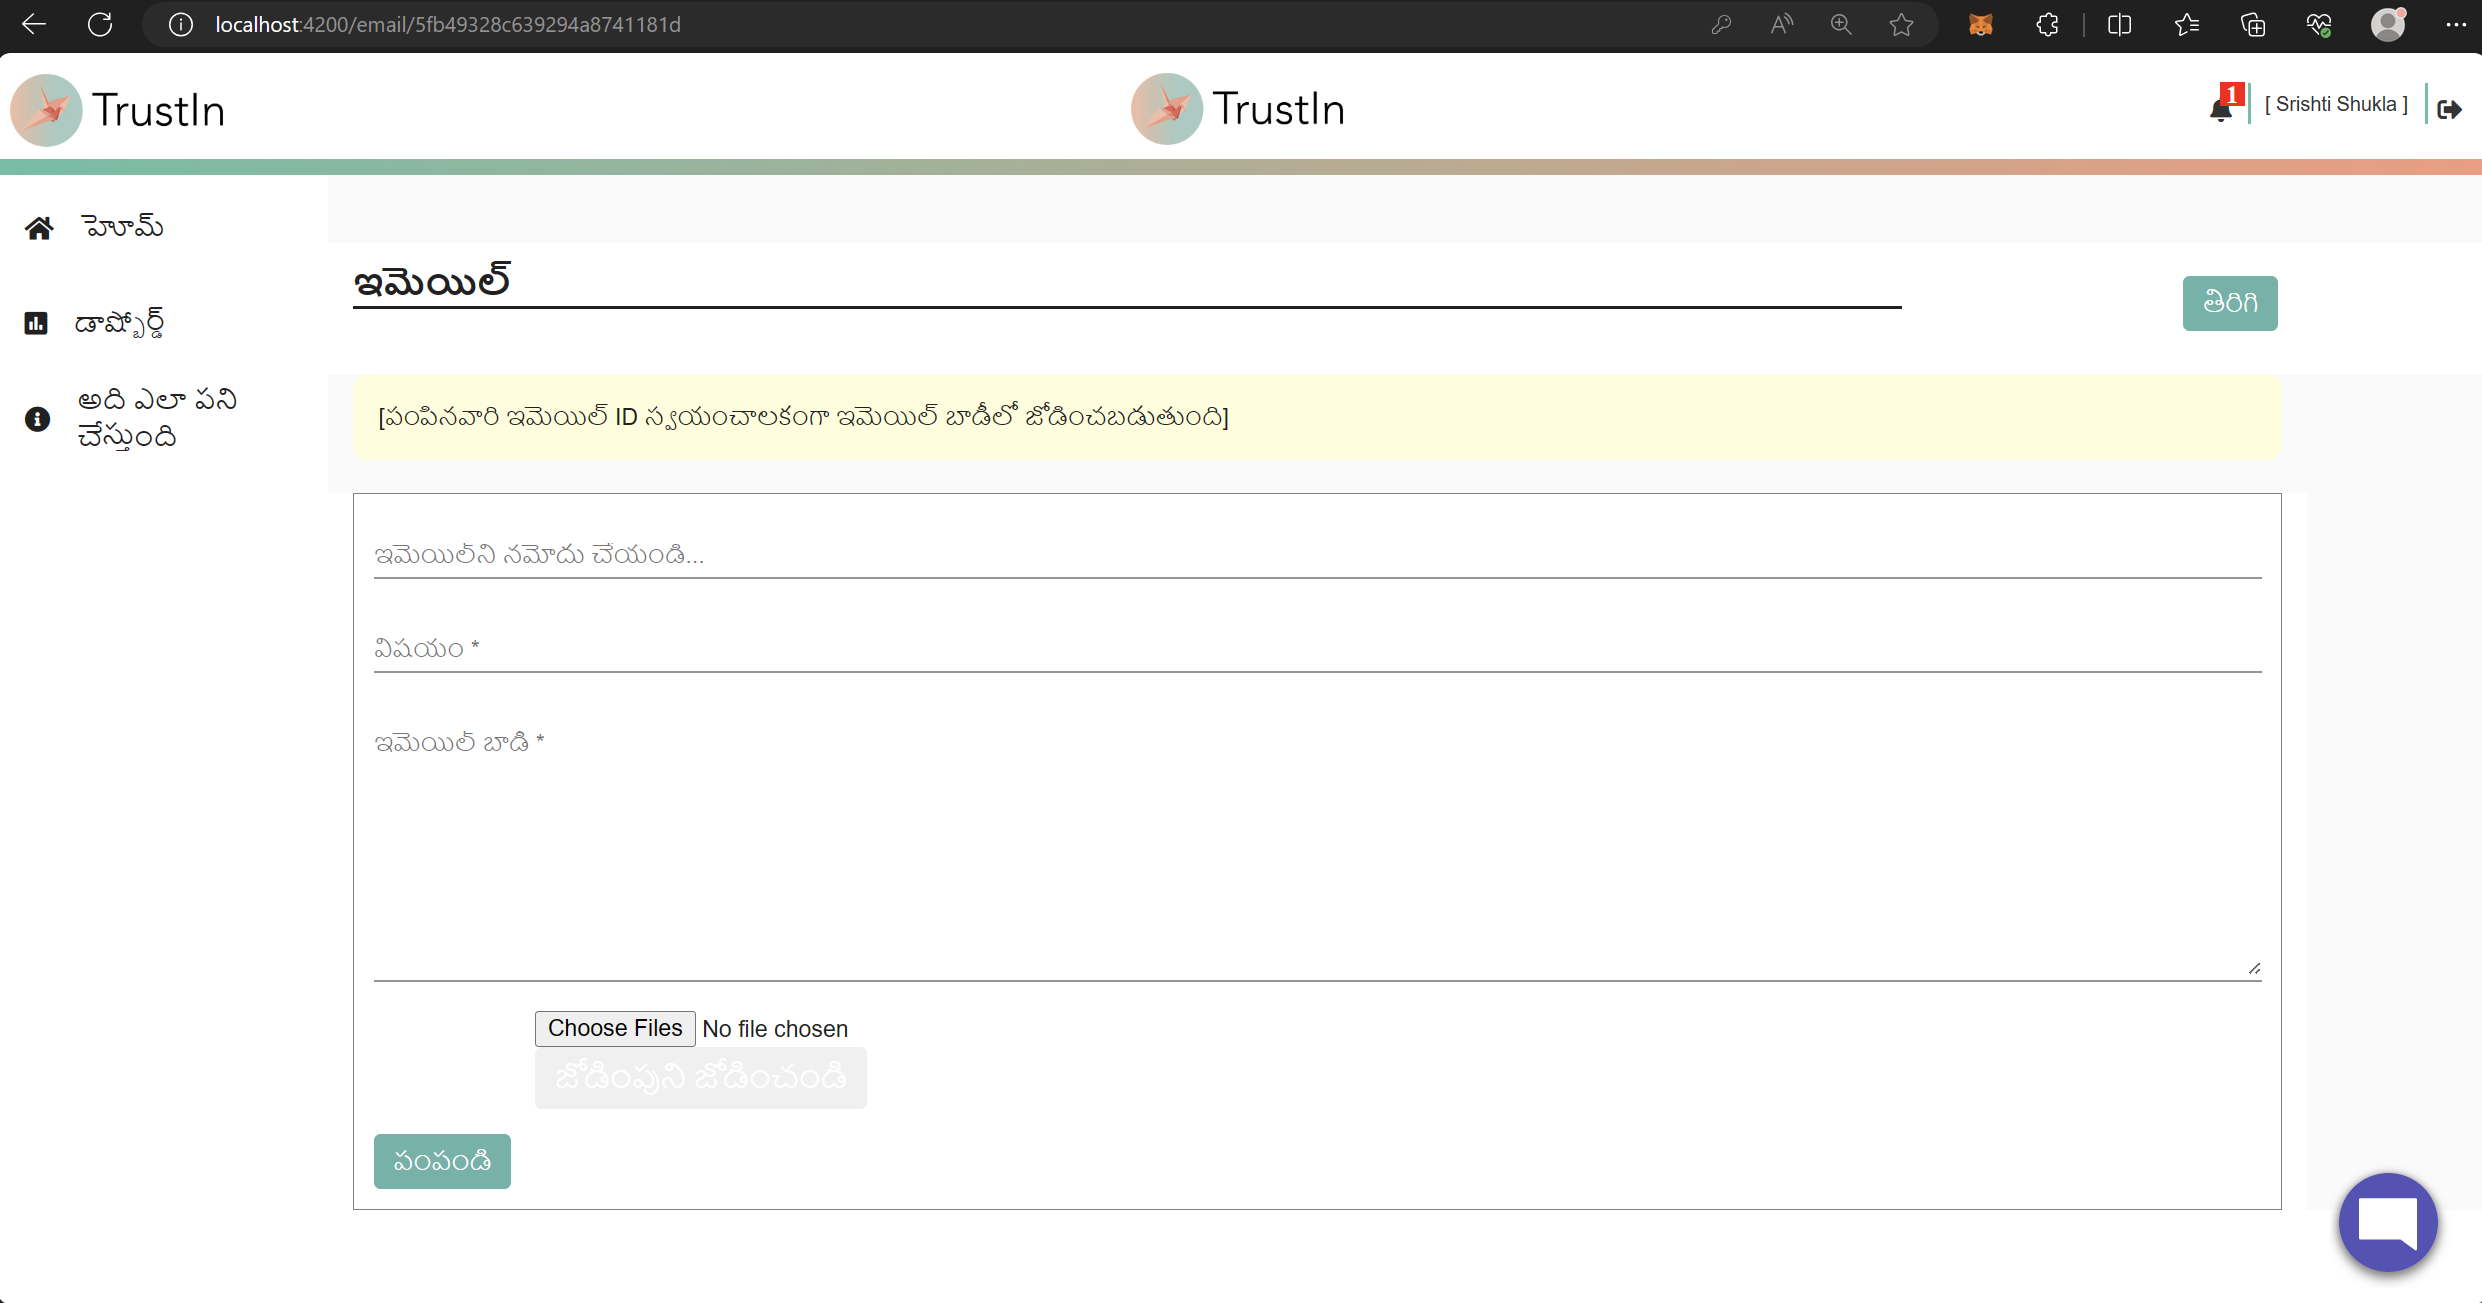 localhost:4200/email/5fb49328c639294a8741181d
TrustIn
TrustIn
1
[ Srishti Shukla ]
హెూమ్
డాష్బోర్డ్
అది ఎలా పని
చేస్తుంది
ఇమెయిల్
తిరిగి
[పంపినవారి ఇమెయిల్ ID స్వయంచాలకంగా ఇమెయిల్ బాడీలో జోడించబడుతుంది]
ఇమెయిల్‌ని నమోదు చేయండి...
విషయం *
ఇమెయిల్ బాడి *
Choose Files No file chosen
జోడింపుని జోడించండి
పంపండి